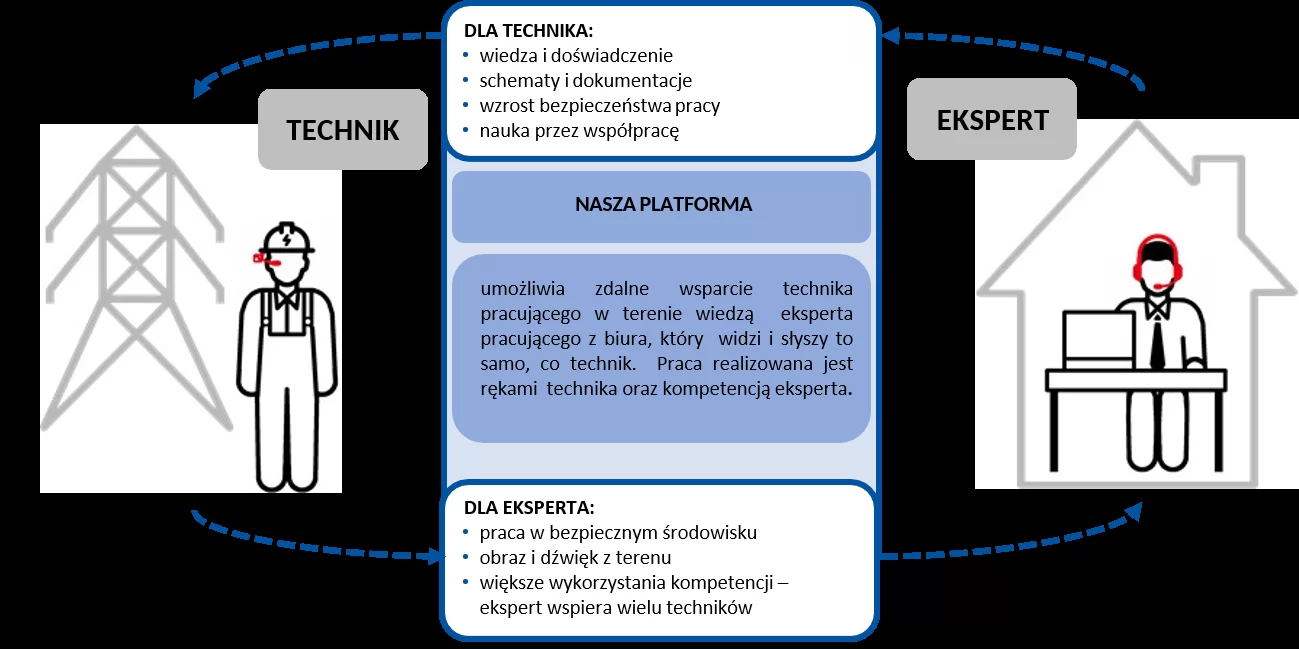 DLA TECHNIKA:
• wiedza i doświadczenie
• schematy i dokumentacje
• wzrost bezpieczeństwa pracy
• nauka przez współpracę
TECHNIK
EKSPERT
NASZA PLATFORMA
umożliwia zdalne wsparcie technika
pracującego w terenie wiedzą eksperta
pracującego z biura, który widzi i słyszy to
samo, co technik. Praca realizowana jest
rękami technika oraz kompetencją eksperta.
DLA EKSPERTA:
• praca w bezpiecznym środowisku
• obraz i dźwięk z terenu
• większe wykorzystania kompetencji –
ekspert wspiera wielu techników